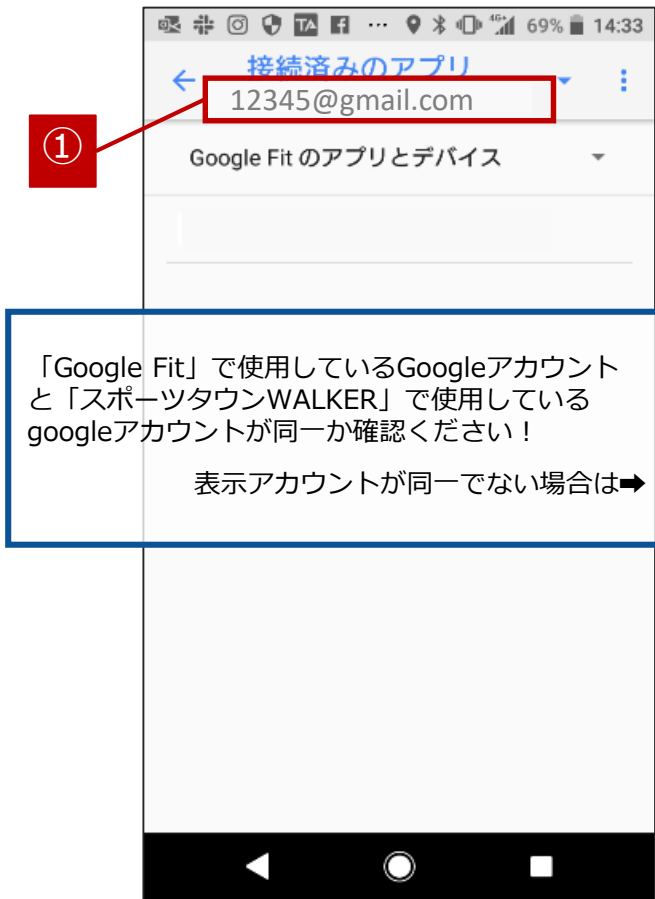 69% 14:33
接続済みのアプリ
12345@gmail.com
①
Google Fit のアプリとデバイス
「Google Fit」で使用しているGoogleアカウント
と「スポーツタウンWALKER」で使用している
googleアカウントが同一か確認ください！
表示アカウントが同一でない場合は➡